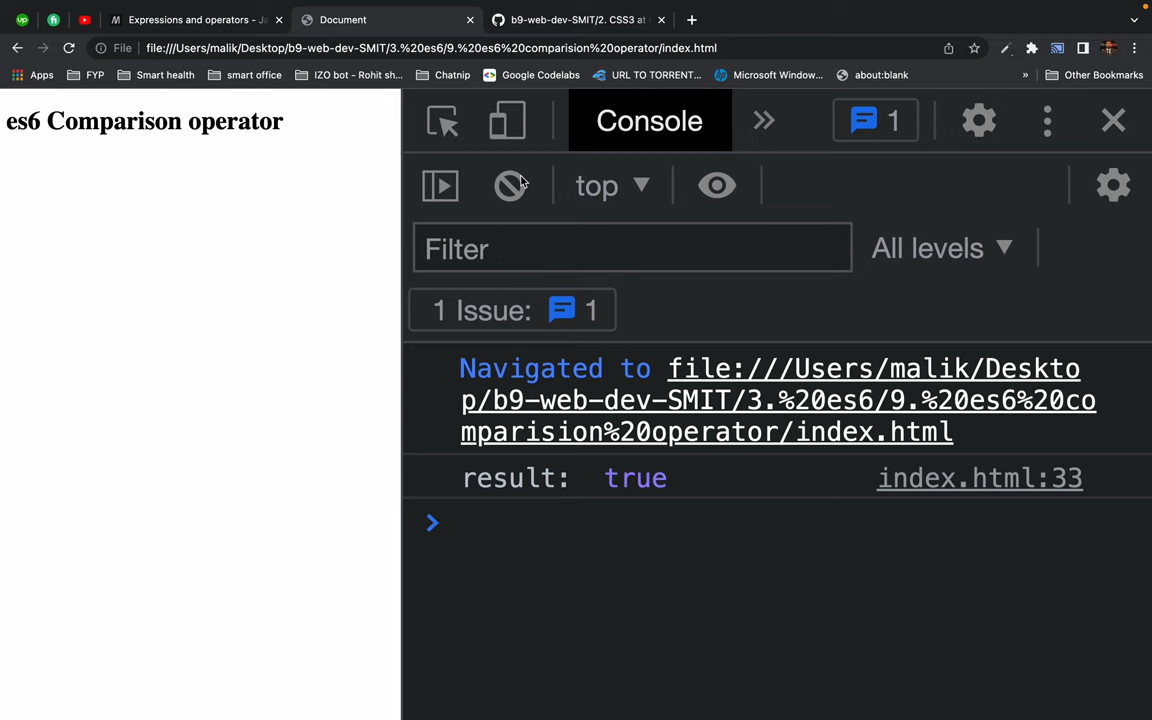 up
fi
M Expressions and operators - Ja
Document
b9-web-dev-SMIT/2. CSS3 at
File file:///Users/malik/Desktop/b9-web-dev-SMIT/3.%20es6/9.%20es6%20comparision%20operator/index.html
Apps FYP Smart health smart office IZO bot - Rohit sh... Chatnip Google Codelabs URL TO TORRENT... Microsoft Window... about:blank » Other Bookmarks
es6 Comparison operator
Console 1
top
Filter All levels
1 Issue: 1
Navigated to file:///Users/malik/Deskto
p/b9-web-dev-SMIT/3.%20es6/9.%20es6%20co
mparision%20operator/index.html
result: true index.html:33